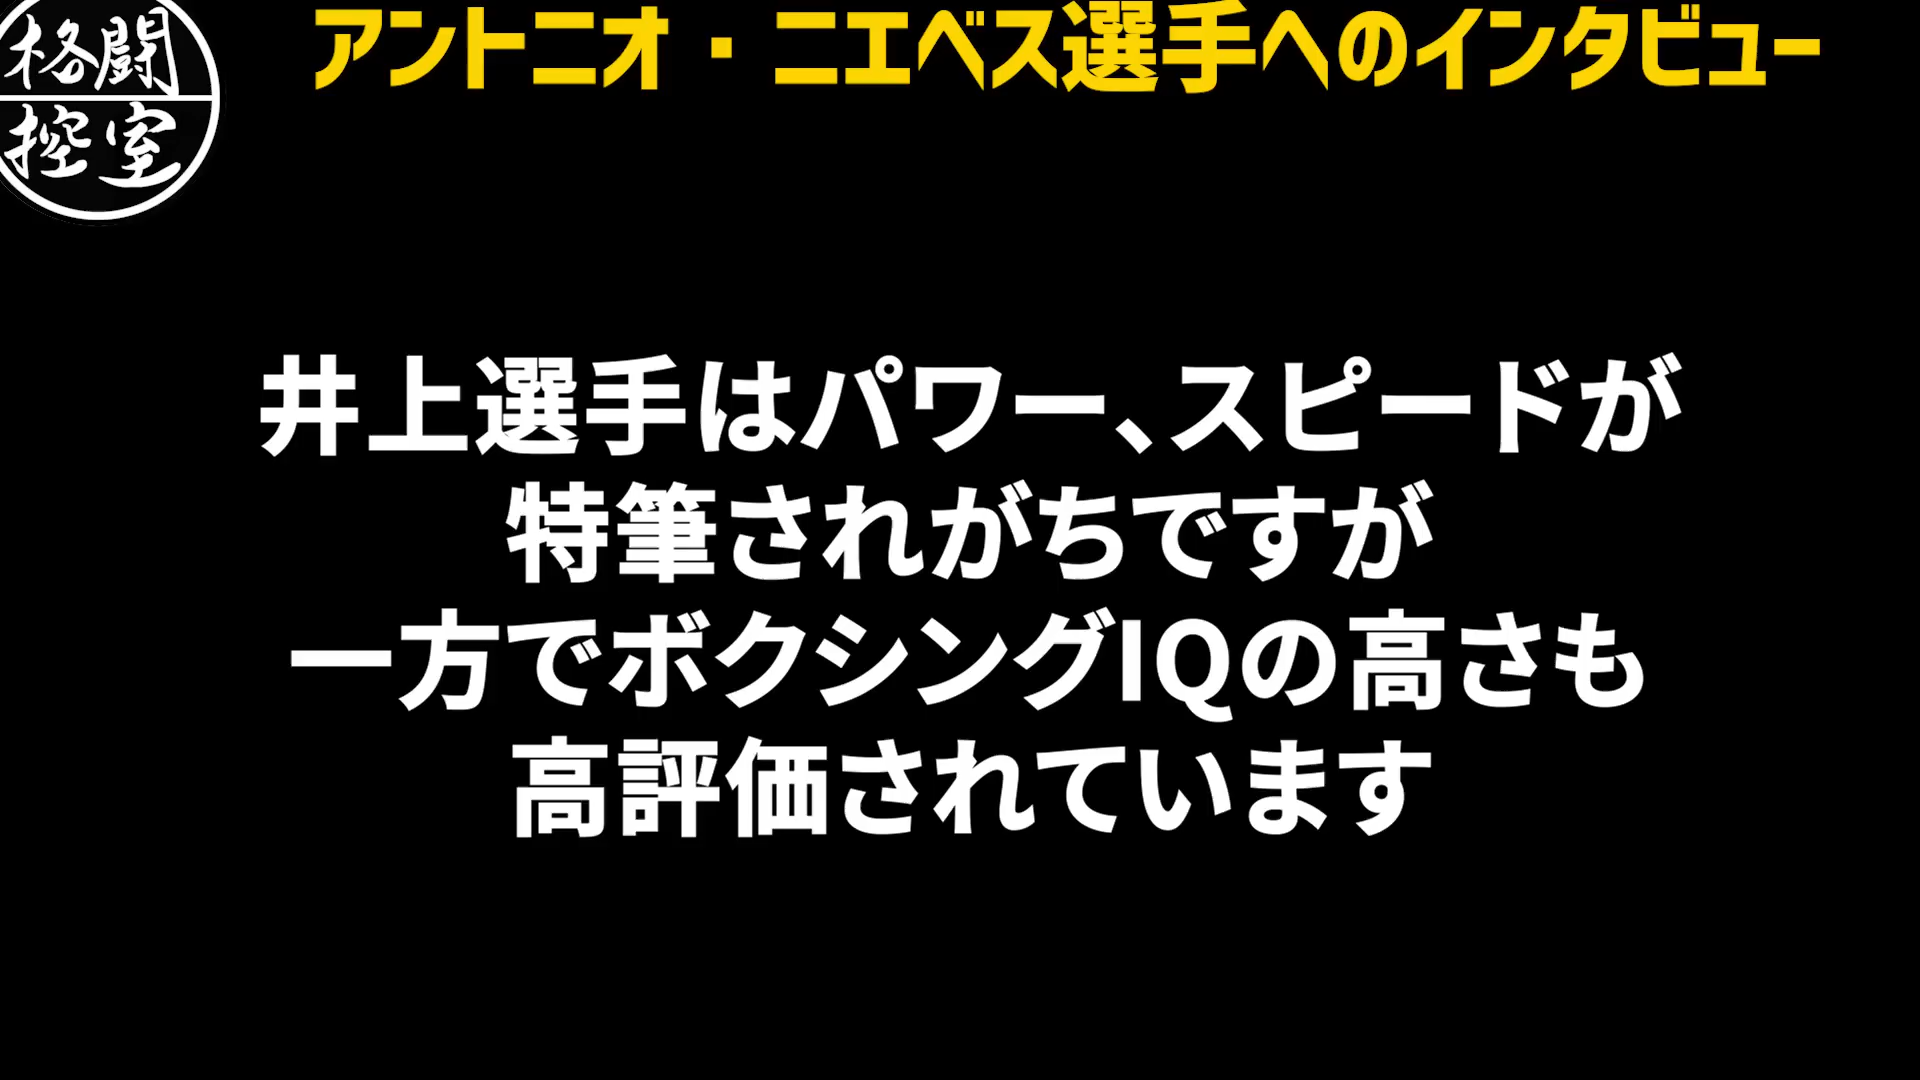 格闘
控室
アントニオ・ニエベス選手へのインタビュー
井上選手はパワー、スピードが
特筆されがちですが
一方でボクシングIQの高さも
高評価されています